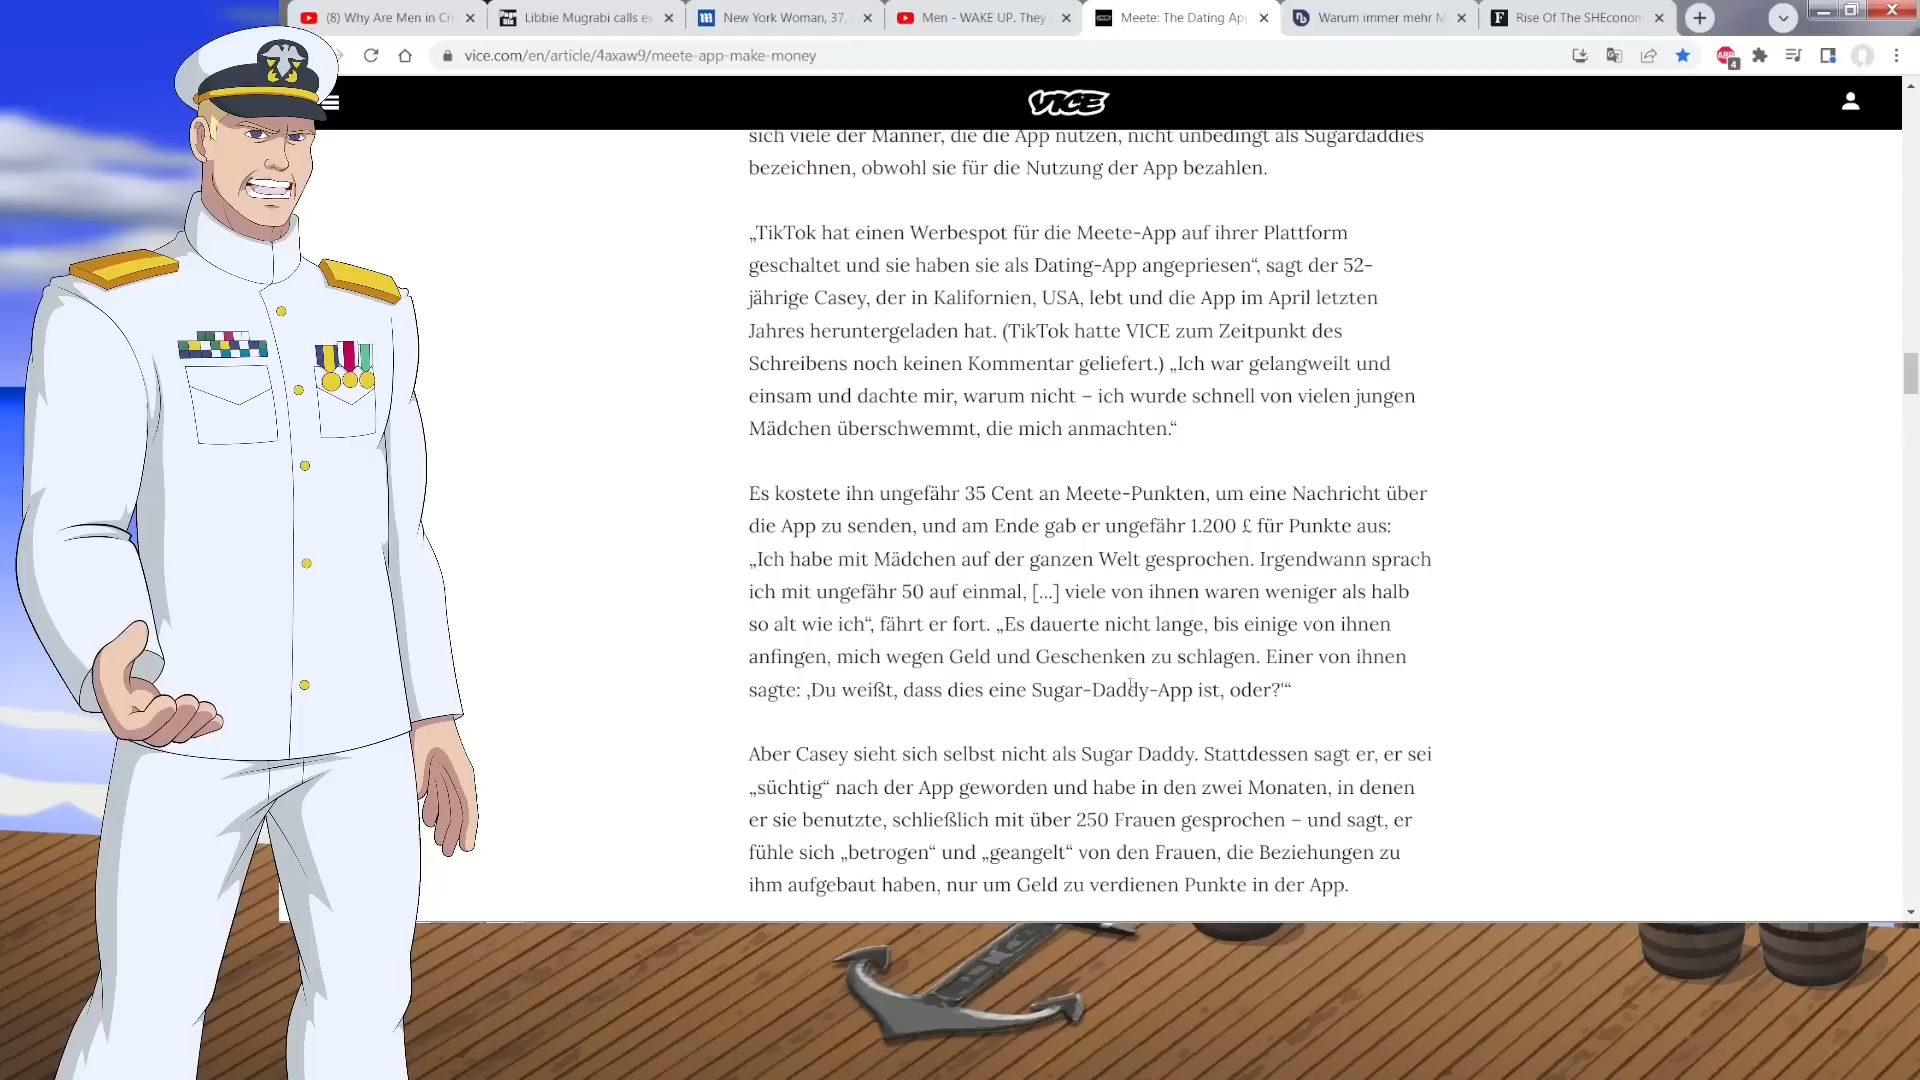 (8) Why Are Men in Cri
Libbie Mugrabi calls ex
New York Woman, 37,
Men - WAKE UP. They
Meete: The Dating App
Warum immer mehr M
Rise Of The SHEconom
vice.com/en/article/4axaw9/meete-app-make-money
ABP
4
VICE
sich viele der Männer, die die App nutzen, nicht unbedingt als Sugardaddies
bezeichnen, obwohl sie für die Nutzung der App bezahlen.
„TikTok hat einen Werbespot für die Meete-App auf ihrer Plattform
geschaltet und sie haben sie als Dating-App angepriesen“, sagt der 52-
jährige Casey, der in Kalifornien, USA, lebt und die App im April letzten
Jahres heruntergeladen hat. (TikTok hatte VICE zum Zeitpunkt des
Schreibens noch keinen Kommentar geliefert.) „Ich war gelangweilt und
einsam und dachte mir, warum nicht – ich wurde schnell von vielen jungen
Mädchen überschwemmt, die mich anmachten.“
Es kostete ihn ungefähr 35 Cent an Meete-Punkten, um eine Nachricht über
die App zu senden, und am Ende gab er ungefähr 1.200 £ für Punkte aus:
„Ich habe mit Mädchen auf der ganzen Welt gesprochen. Irgendwann sprach
ich mit ungefähr 50 auf einmal, [...] viele von ihnen waren weniger als halb
so alt wie ich“, fährt er fort. „Es dauerte nicht lange, bis einige von ihnen
anfingen, mich wegen Geld und Geschenken zu schlagen. Einer von ihnen
sagte: ‚Du weißt, dass dies eine Sugar-Daddy-App ist, oder?‘“
Aber Casey sieht sich selbst nicht als Sugar Daddy. Stattdessen sagt er, er sei
„süchtig“ nach der App geworden und habe in den zwei Monaten, in denen
er sie benutzte, schließlich mit über 250 Frauen gesprochen – und sagt, er
fühle sich „betrogen“ und „geangelt“ von den Frauen, die Beziehungen zu
ihm aufgebaut haben, nur um Geld zu verdienen Punkte in der App.